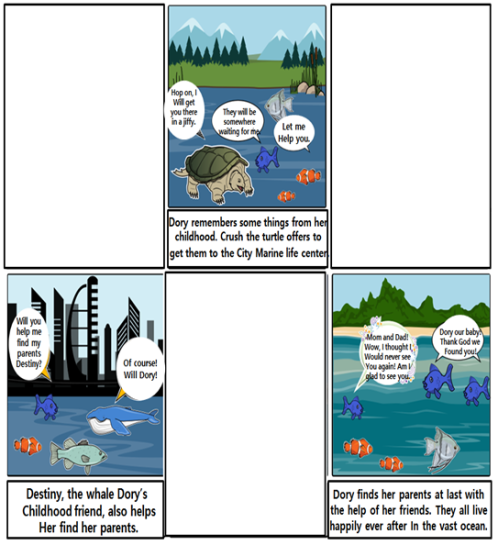 Hop on, I
Will get
you there
in a jiffy.
They will be
somewhere
waiting for me.
Let me
Help you.
Dory remembers some things from her
childhood. Crush the turtle offers to
get them to the City Marine life center
Will you
help me
find my
parents
Destiny?
Of course!
Will Dory!
Destiny, the whale Dory's
Childhood friend, also helps
Her find her parents.
Mom and Dad!
Wow, I thought I
Would never see
You again! Am I
glad to see you.
Dory our baby!
Thank God we
Found you!
Dory finds her parents at last with
the help of her friends. They all live
happily ever after In the vast ocean.